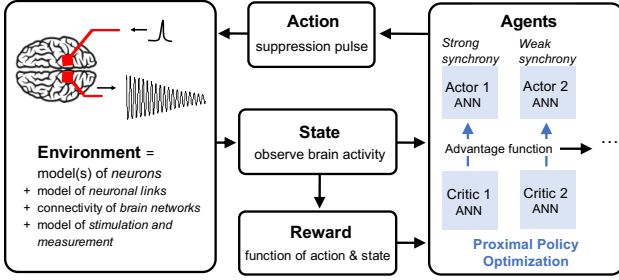 Environment =
model(s) of neurons
+ model of neuronal links
+ connectivity of brain networks
+ model of stimulation and
measurement
Action
suppression pulse
State
observe brain activity
Reward
function of action & state
Agents
Strong
synchrony
Weak
synchrony
Actor 1
ANN
Actor 2
ANN
Advantage function
...
Critic 1
ANN
Critic 2
ANN
Proximal Policy
Optimization